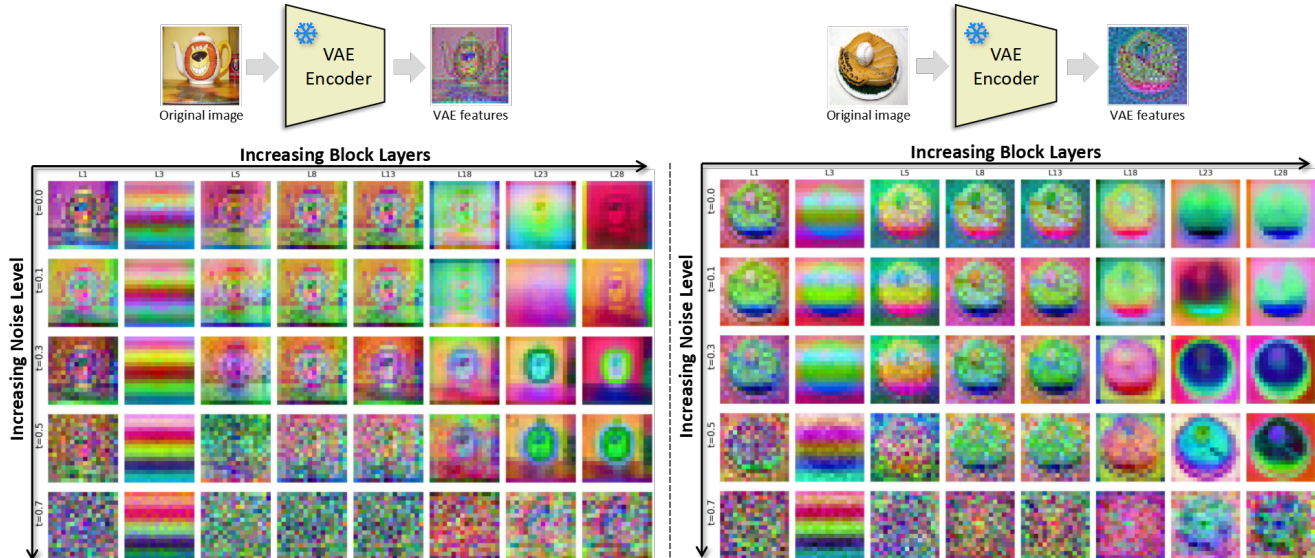 VAE
Encoder
Original image
VAE features
VAE
Encoder
Original image
VAE features
Increasing Block Layers
L1 L3 L5 L8 L13 L18 L23 L28
Increasing Noise Level
t=0.0
t=0.1
t=0.3
t=0.5
t=0.7
Increasing Block Layers
L1 L3 L5 L8 L13 L18 L23 L28
Increasing Noise Level
t=0.0
t=0.1
t=0.3
t=0.5
t=0.7